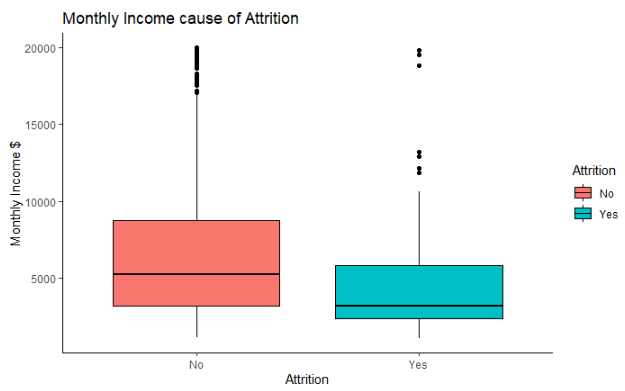 Monthly Income cause of Attrition
Monthly Income $
20000
15000
10000
5000
No
Yes
Attrition
Attrition
No
Yes